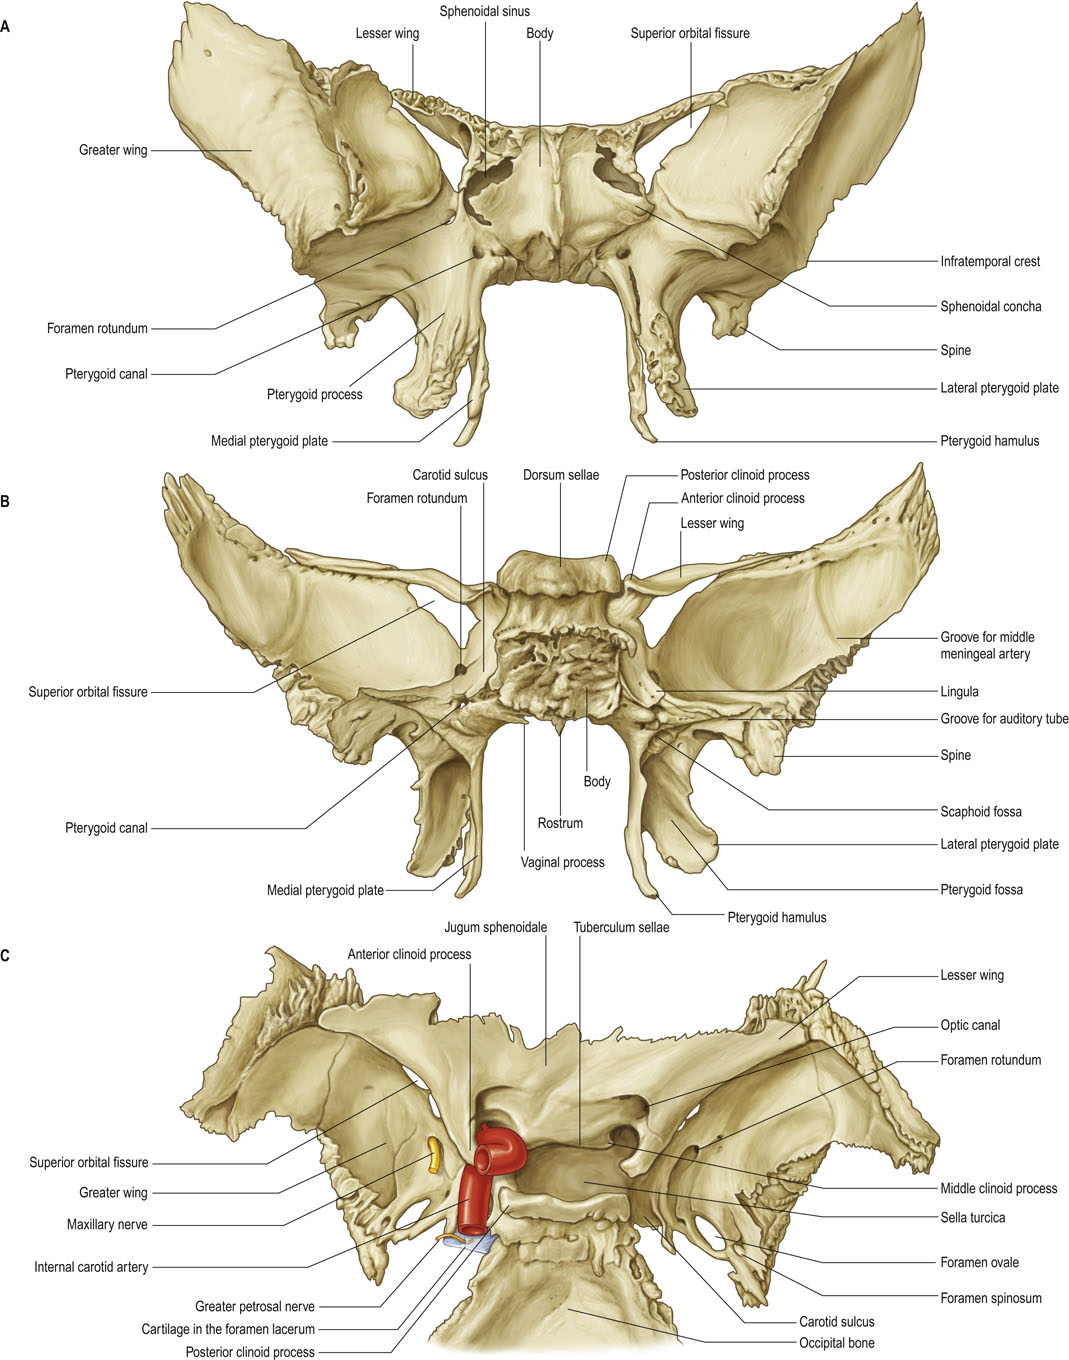 A
Sphenoidal sinus
Lesser wing
Body
Superior orbital fissure
Greater wing
Infratemporal crest
Sphenoidal concha
Foramen rotundum
Spine
Pterygoid canal
Lateral pterygoid plate
Pterygoid process
Medial pterygoid plate
Pterygoid hamulus
B
Carotid sulcus
Dorsum sellae
Posterior clinoid process
Foramen rotundum
Anterior clinoid process
Lesser wing
Groove for middle
meningeal artery
Superior orbital fissure
Lingula
Groove for auditory tube
Spine
Body
Scaphoid fossa
Pterygoid canal
Rostrum
Lateral pterygoid plate
Vaginal process
Medial pterygoid plate
Pterygoid fossa
Pterygoid hamulus
C
Jugum sphenoidale
Tuberculum sellae
Anterior clinoid process
Lesser wing
Optic canal
Foramen rotundum
Superior orbital fissure
Greater wing
Middle clinoid process
Maxillary nerve
Sella turcica
Internal carotid artery
Foramen ovale
Foramen spinosum
Greater petrosal nerve
Carotid sulcus
Cartilage in the foramen lacerum
Occipital bone
Posterior clinoid process